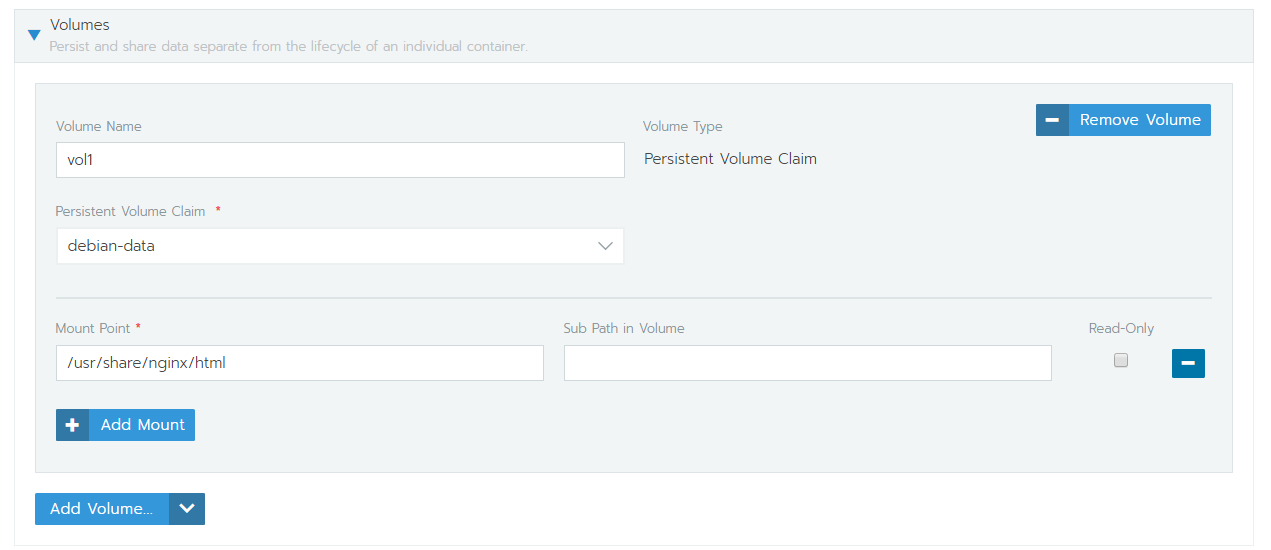 Volumes
Persist and share data separate from the lifecycle of an individual container.
Remove Volume
Volume Name
Volume Type
vol1
Persistent Volume Claim
Persistent Volume Claim *
debian-data
Mount Point *
Sub Path in Volume
Read-Only
/usr/share/nginx/html
Add Mount
Add Volume...